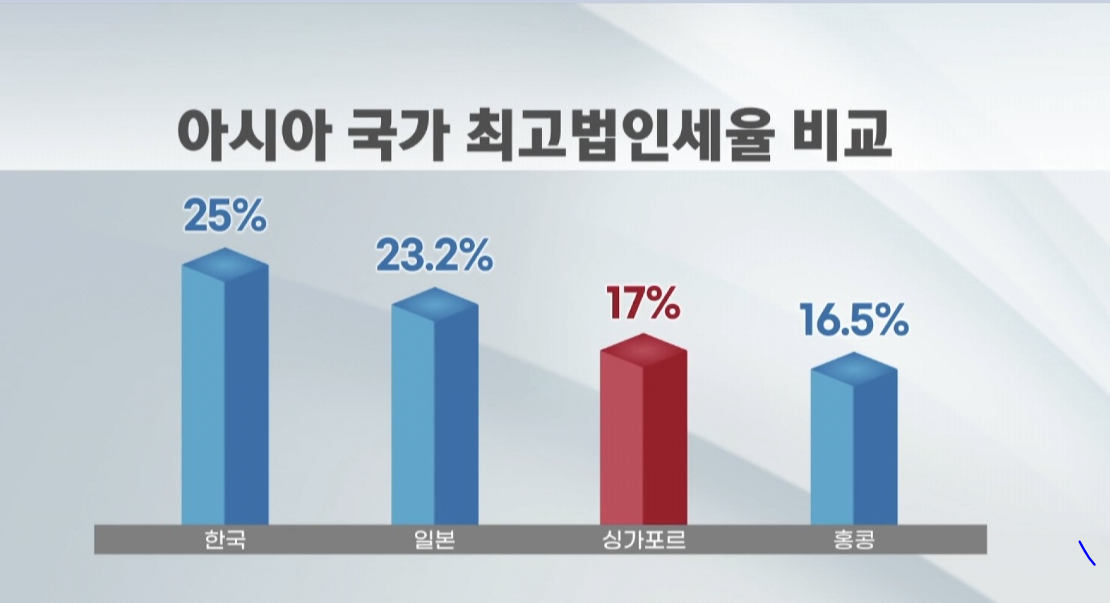 아시아 국가 최고법인세율 비교
25%
23.2%
17%
16.5%
한국
일본
싱가포르
홍콩